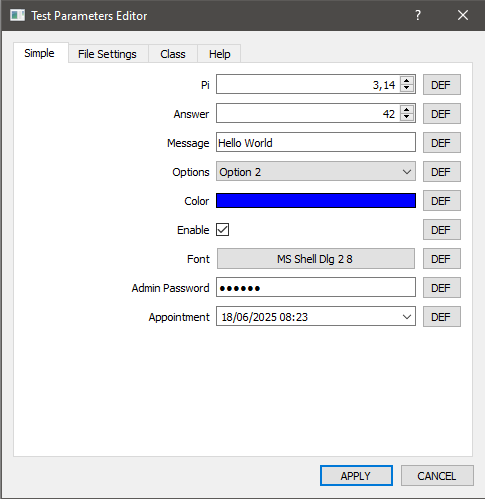 Test Parameters Editor ?
Simple File Settings Class Help
Pi 3,14 DEF
Answer 42 DEF
Message Hello World DEF
Options Option 2 DEF
Color DEF
Enable DEF
Font MS Shell Dlg 2 8 DEF
Admin Password ●●●●●● DEF
Appointment 18/06/2025 08:23 DEF
APPLY CANCEL